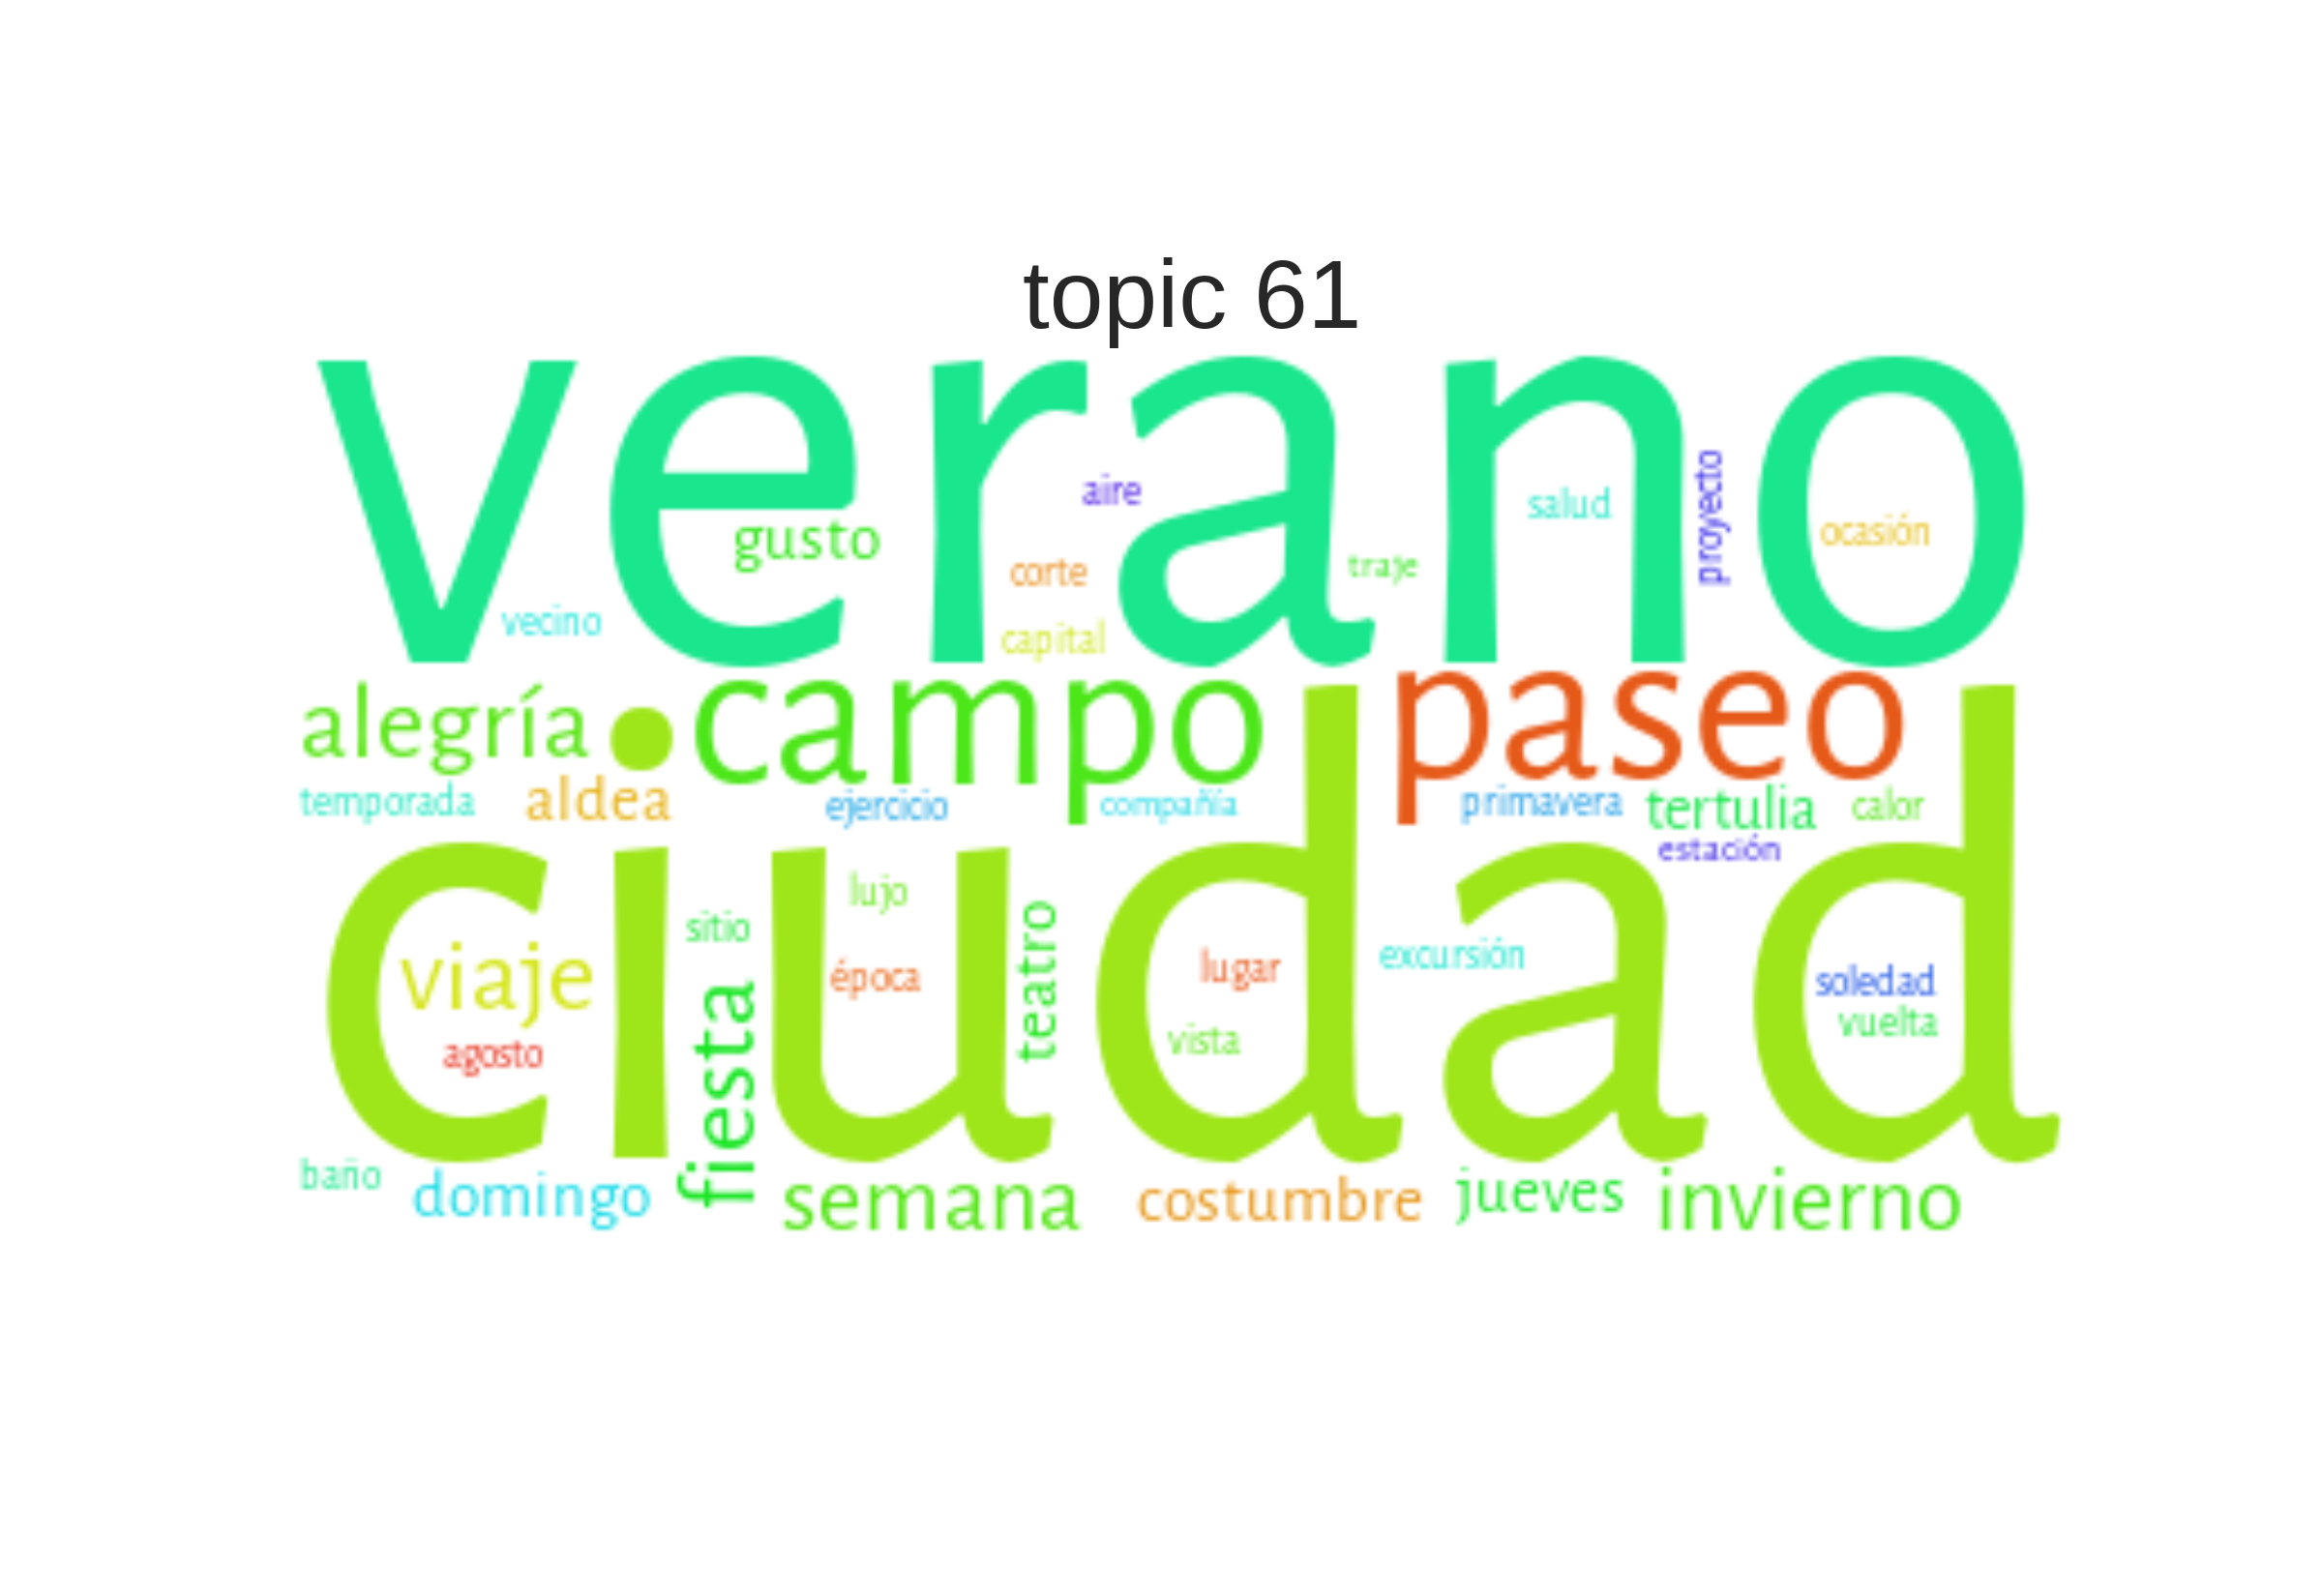 topic 61
verano
aire
salud
proyecto
ocasión
gusto
corte
traje
vecino
capital
alegría campo paseo
temporada aldea ejercicio compañía primavera tertulia calor
estación
ciudad
lujo
sitio
teatro
viaje
época
lugar
excursión
soledad
vuelta
vista
agosto
fiesta
baño domingo semana costumbre jueves invierno